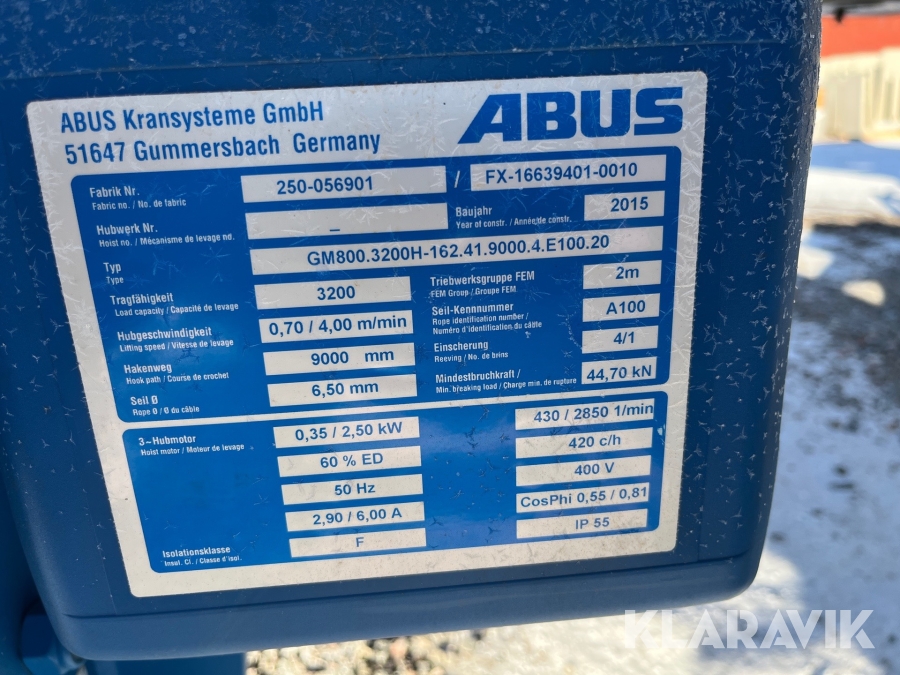 ABUS Kransysteme GmbH
51647 Gummersbach Germany
ABUS
Fabrik Nr.
Fabric no. / No. de fabric
250-056901 / FX-16639401-0010
Hubwerk Nr.
Hoist no. / Mécanisme de levage nd.
_
Baujahr
Year of constr. / Année de constr.
2015
Typ
Type
GM800.3200H-162.41.9000.4.E100.20
Tragfähigkeit
Load capacity / Capacité de levage
3200
Triebwerksgruppe FEM
FEM Group / Groupe FEM
2m
Hubgeschwindigkeit
Lifting speed / Vitesse de levage
0,70 / 4,00 m/min
Seil-Kennnummer
Rope identification number /
Numéro d'identification du câble
A100
Hakenweg
Hook path / Course de crochet
9000 mm
Einscherung
Reeving / No. de brins
4/1
Seil Ø
Rope Ø / Ø du câble
6,50 mm
Mindestbruchkraft /
Min. breaking load / Charge min. de rupture
44,70 kN
3~Hubmotor
Hoist motor / Moteur de levage
0,35 / 2,50 kW
430 / 2850 1/min
60 % ED
420 c/h
50 Hz
400 V
2,90 / 6,00 A
CosPhi 0,55 / 0,81
Isolationsklasse
Insul. Cl. / Classe d'isol.
F
IP 55
KLARAVIK